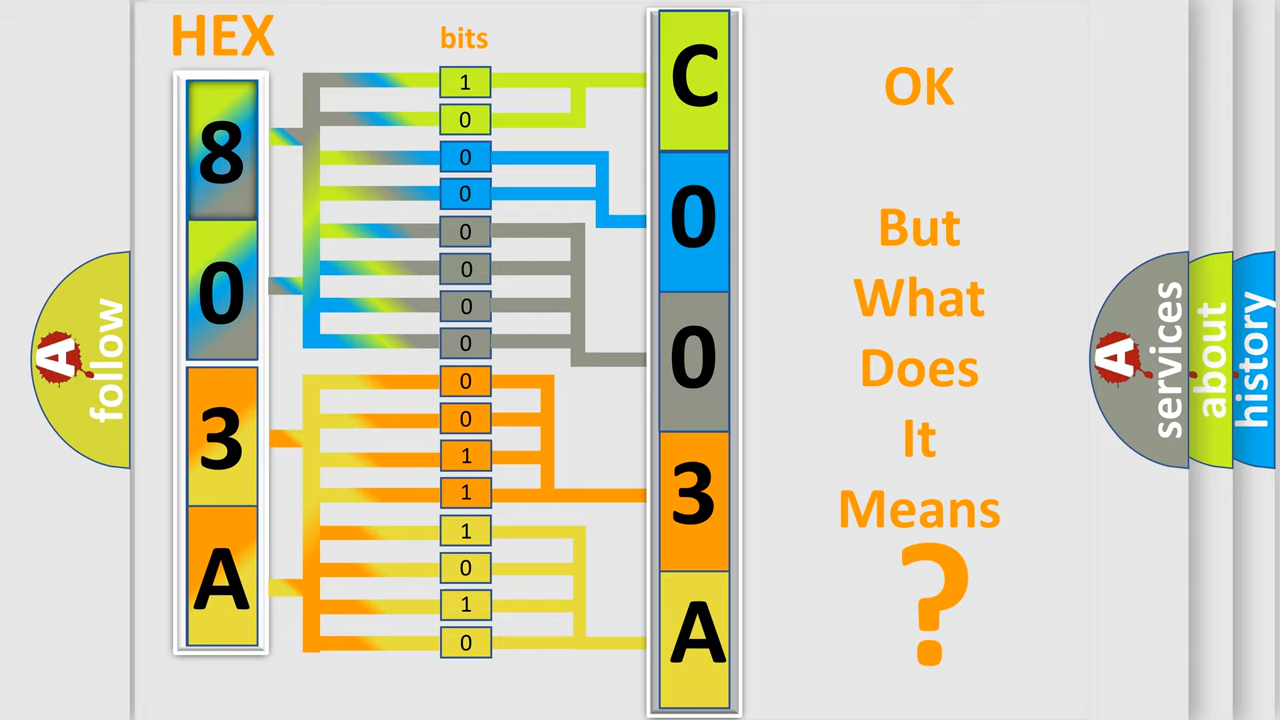 HEX
bits
8
0
3
A
1
0
0
0
0
0
0
0
0
0
1
1
1
0
1
0
C
0
0
3
A
OK
But
What
Does
It
Means
?
A
follow
A
services
about
history